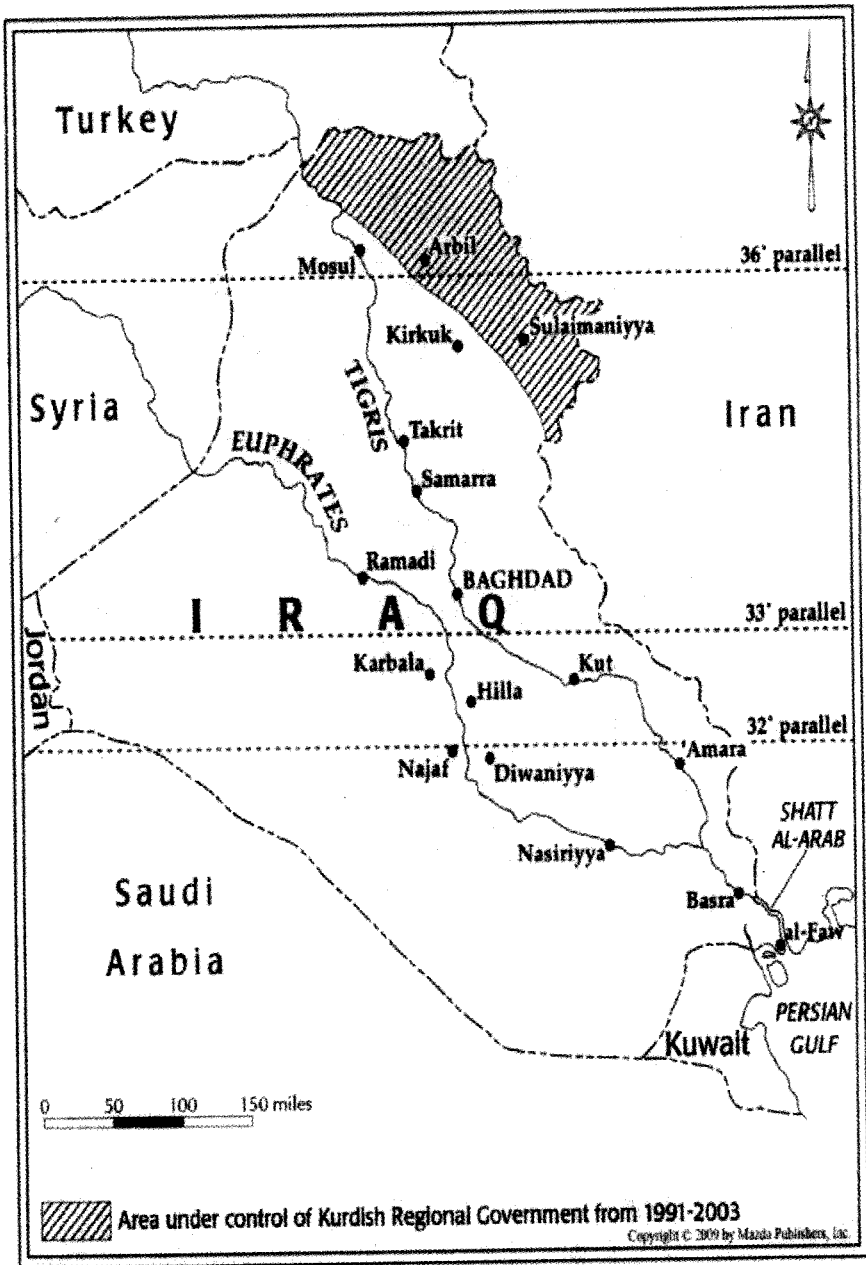 Turkey
Arbil
Mosul
36' parallel
Kirkuk
Sulaimaniyya
Syria
TIGRIS
Iran
EUPHRATES
Takrit
Samarra
Ramadi
BAGHDAD
IRAQ
33' parallel
Jordan
Karbala
Kut
Hilla
32' parallel
Najaf
Diwaniyya
Amara
SHATT
AL-ARAB
Nasiriyya
Saudi
Arabia
Basra
al-Faw
PERSIAN
GULF
Kuwait
0 50 100 150 miles
Area under control of Kurdish Regional Government from 1991-2003
Copyright © 2009 by Mazda Publishers, Inc.